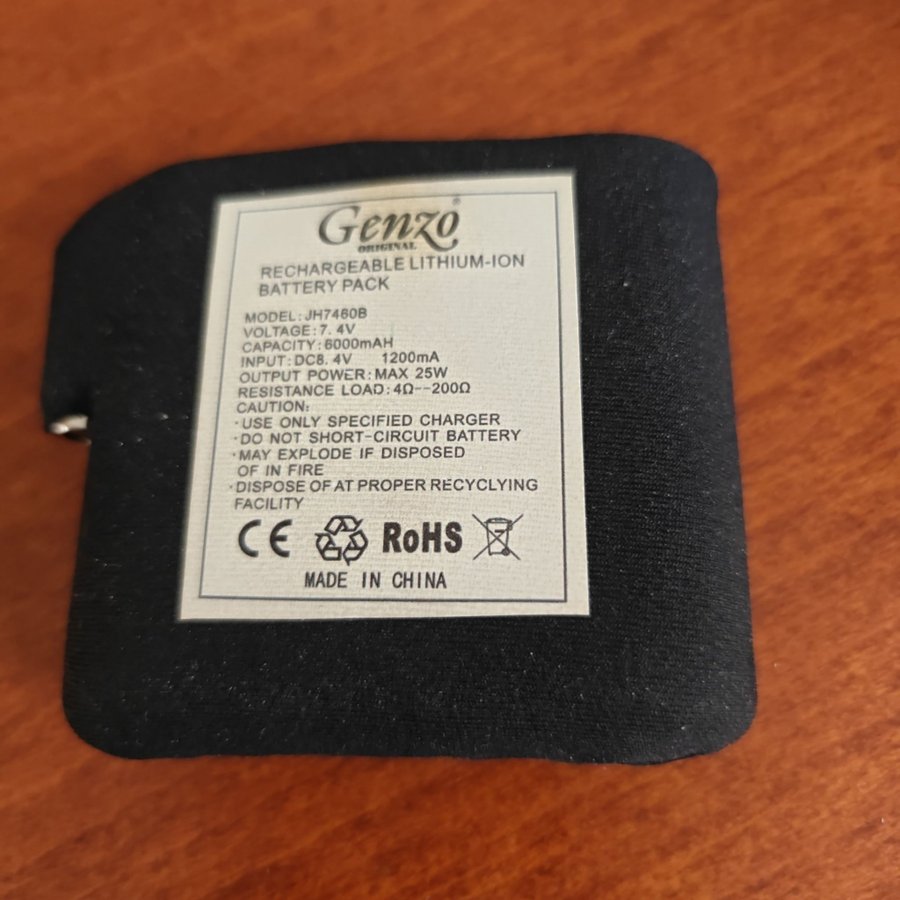 Genzo®
ORIGINAL
RECHARGEABLE LITHIUM-ION
BATTERY PACK
MODEL:JH7460B
VOLTAGE:7.4V
CAPACITY:6000mAH
INPUT:DC8.4V 1200mA
OUTPUT POWER:MAX 25W
RESISTANCE LOAD:4Ω--200Ω
CAUTION:
·USE ONLY SPECIFIED CHARGER
·DO NOT SHORT-CIRCUIT BATTERY
·MAY EXPLODE IF DISPOSED
OF IN FIRE
·DISPOSE OF AT PROPER RECYCLYING
FACILITY
CE RoHS
MADE IN CHINA